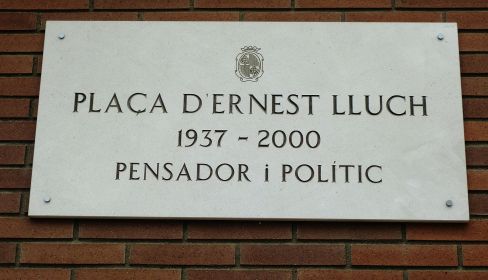 PLAÇA D'ERNEST LLUCH
1937 - 2000
PENSADOR i POLÍTIC